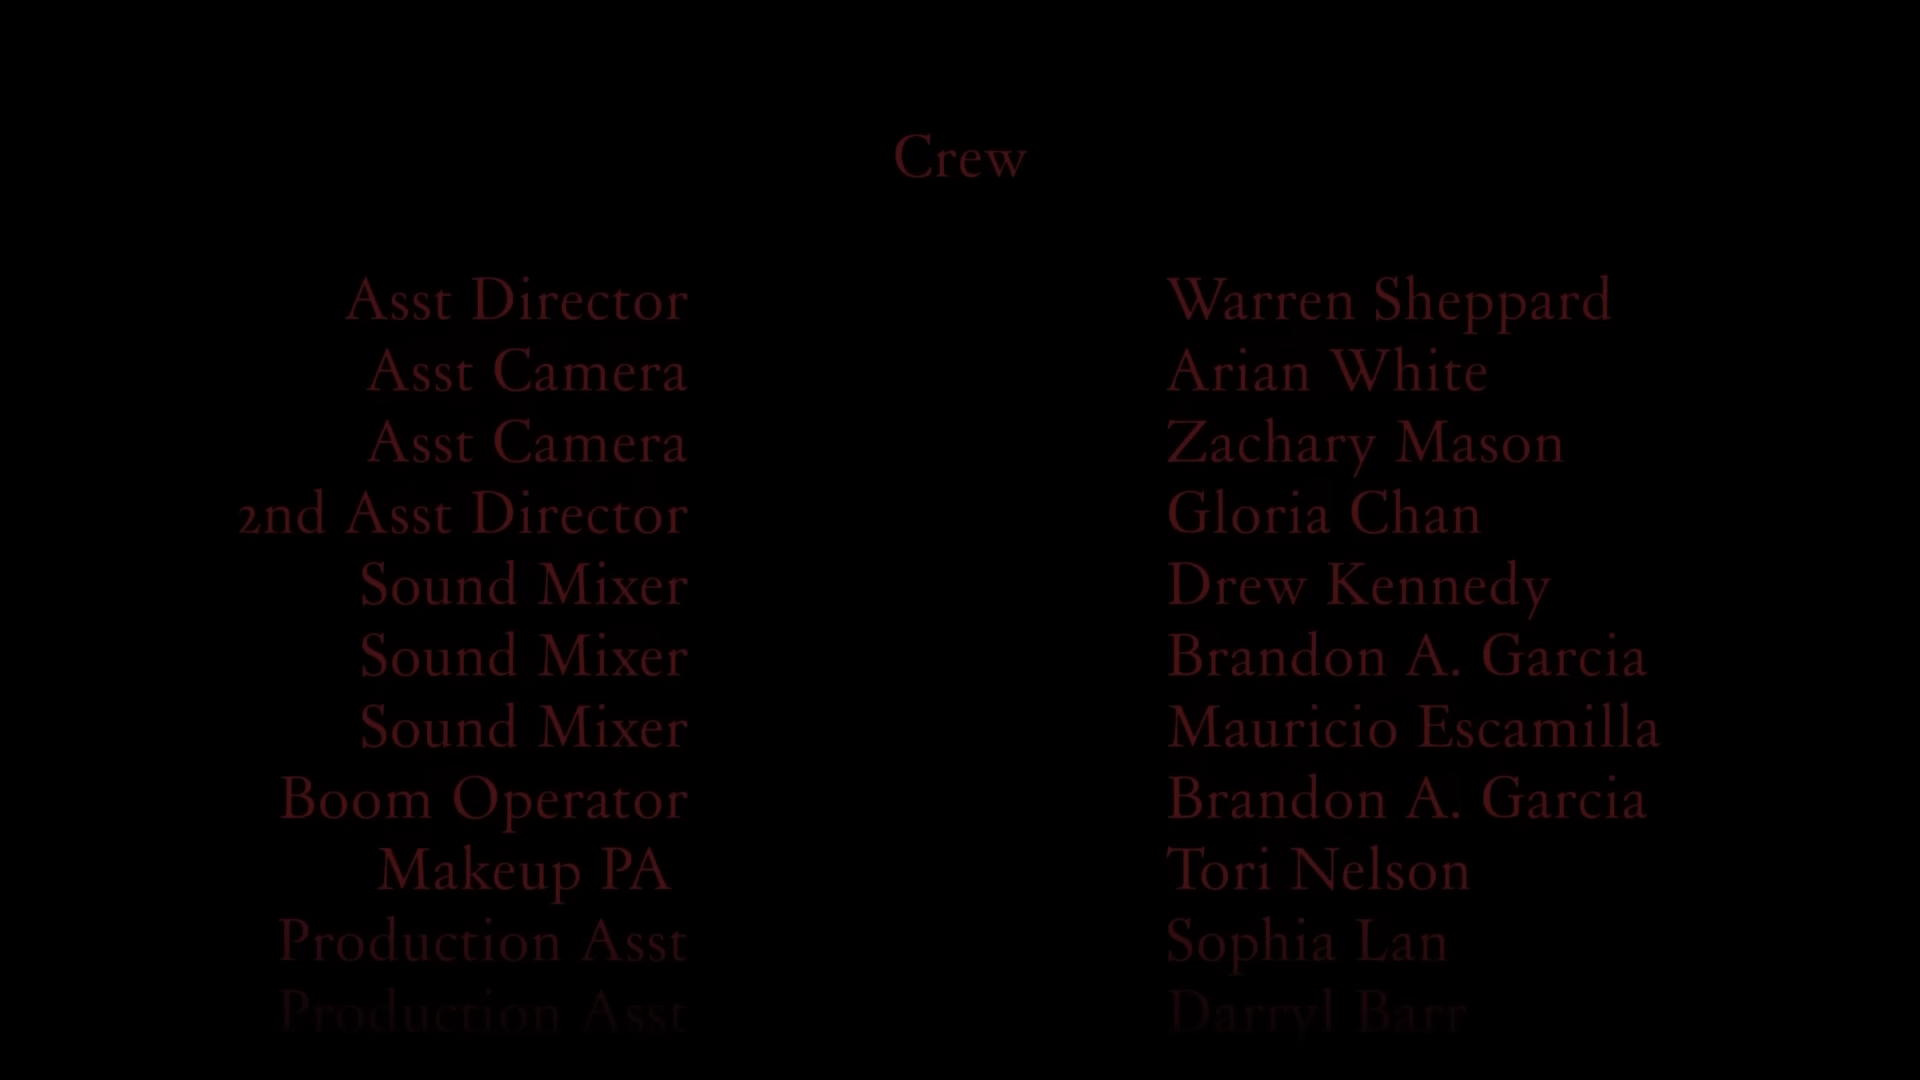 Crew
Asst Director Warren Sheppard
Asst Camera Arian White
Asst Camera Zachary Mason
2nd Asst Director Gloria Chan
Sound Mixer Drew Kennedy
Sound Mixer Brandon A. Garcia
Sound Mixer Mauricio Escamilla
Boom Operator Brandon A. Garcia
Makeup PA Tori Nelson
Production Asst Sophia Lan
Production Asst Darryl Barr